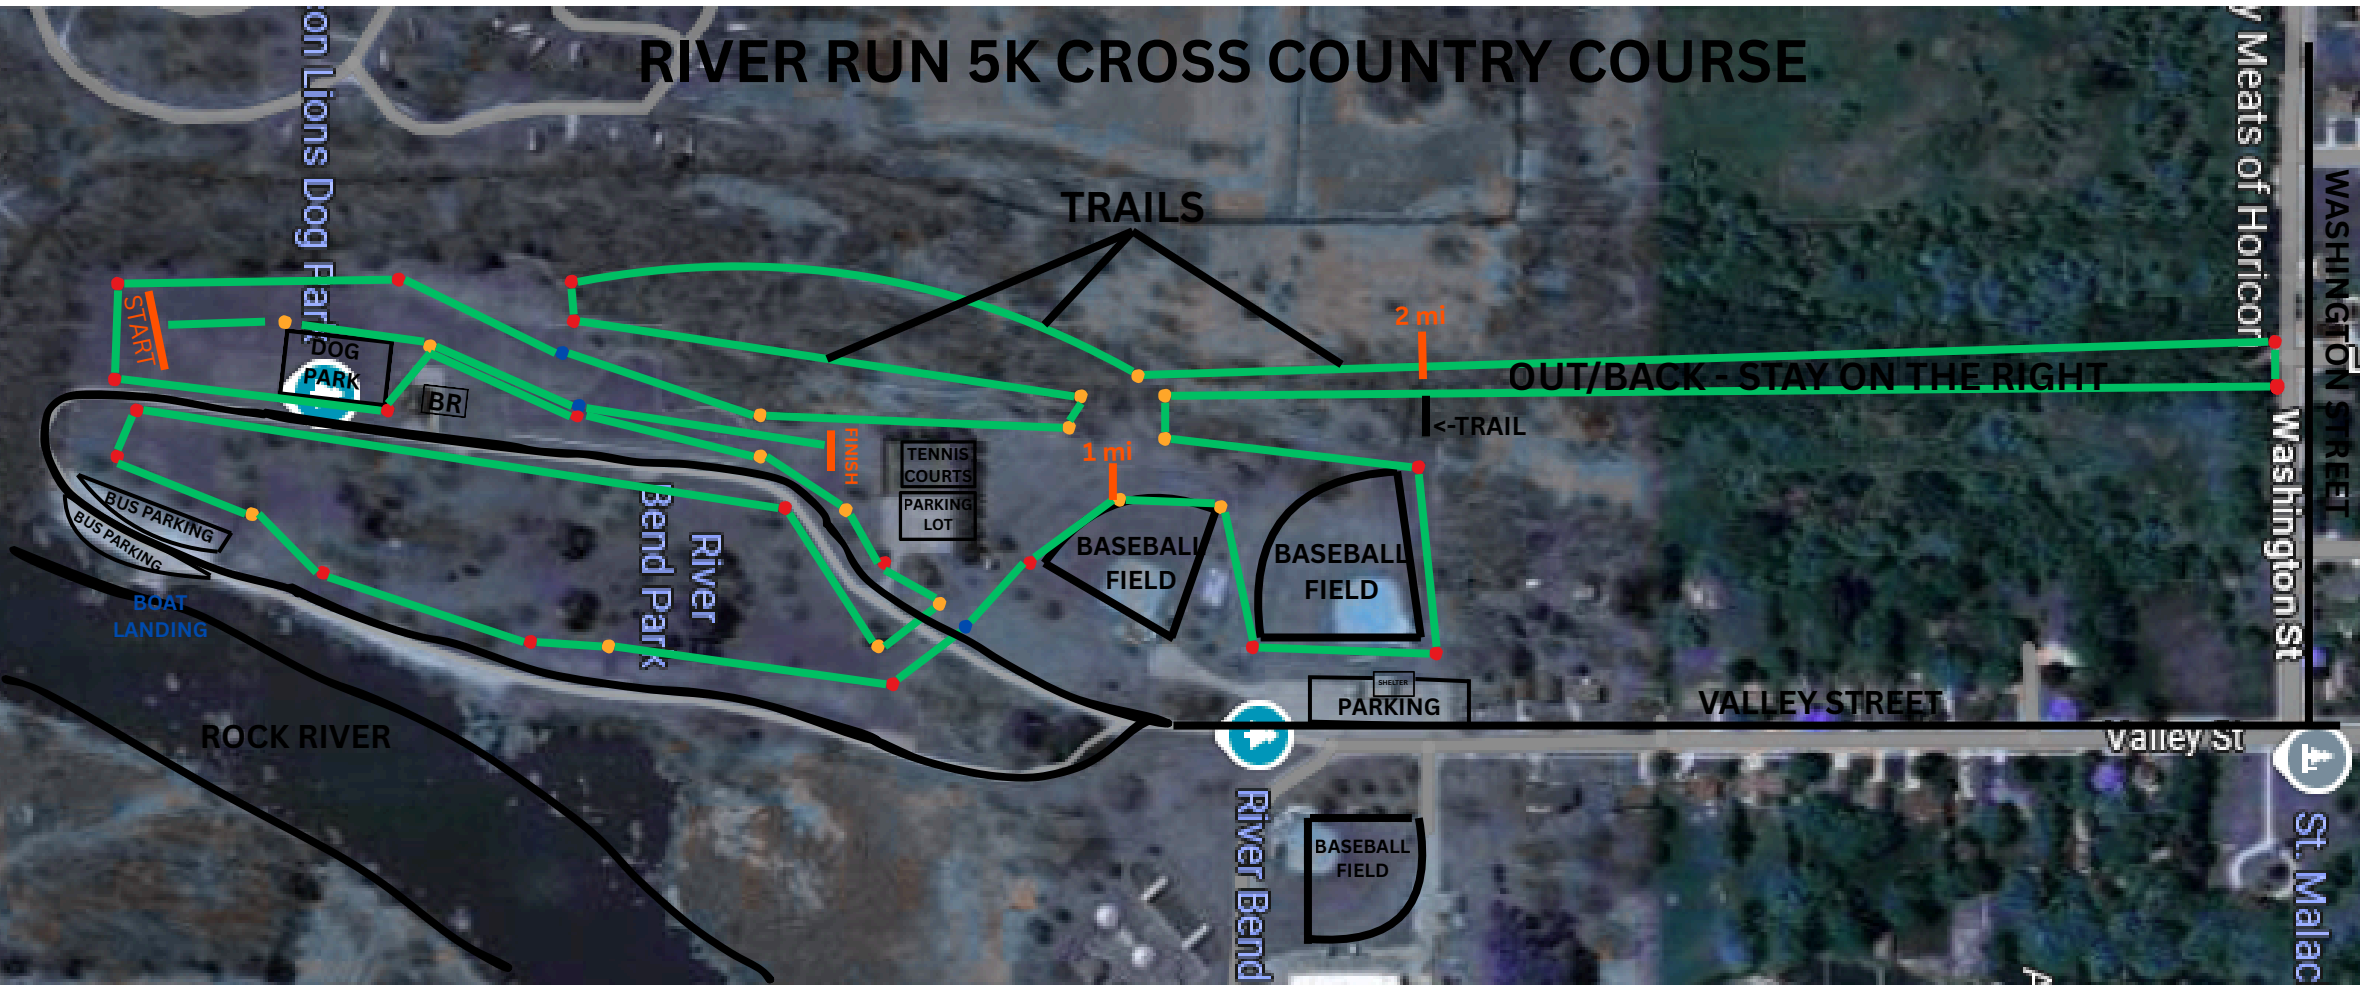 RIVER RUN 5K CROSS COUNTRY COURSE
con Lions Dog Park
y Meats of Horicon
WASHINGTON STREET
TRAILS
START
2 mi
DOG
PARK
BR
OUT/BACK - STAY ON THE RIGHT
<-TRAIL
FINISH
TENNIS
COURTS
PARKING
LOT
1 mi
BASEBALL
FIELD
BASEBALL
FIELD
BUS PARKING
BUS PARKING
River
Bend Park
Washington St
BOAT
LANDING
SHELTER
PARKING
VALLEY STREET
Valley St
ROCK RIVER
River Bend
BASEBALL
FIELD
St. Malac
A